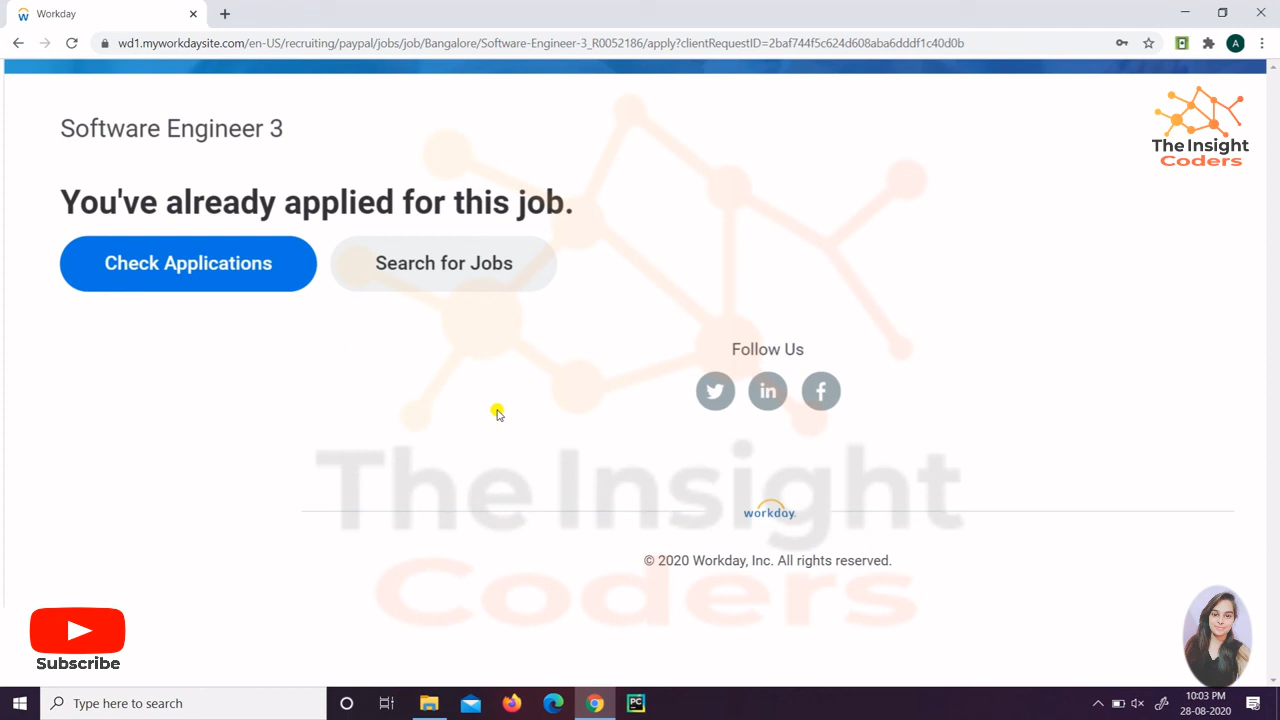 Workday
wd1.myworkdaysite.com/en-US/recruiting/paypal/jobs/job/Bangalore/Software-Engineer-3_R0052186/apply?clientRequestID=2baf744f5c624d608aba6dddf1c40d0b
A
The Insight
Coders
Software Engineer 3
You've already applied for this job.
Check Applications
Search for Jobs
Follow Us
The Insight
Coders
workday.
© 2020 Workday, Inc. All rights reserved.
Subscribe
Type here to search
PC
10:03 PM
28-08-2020